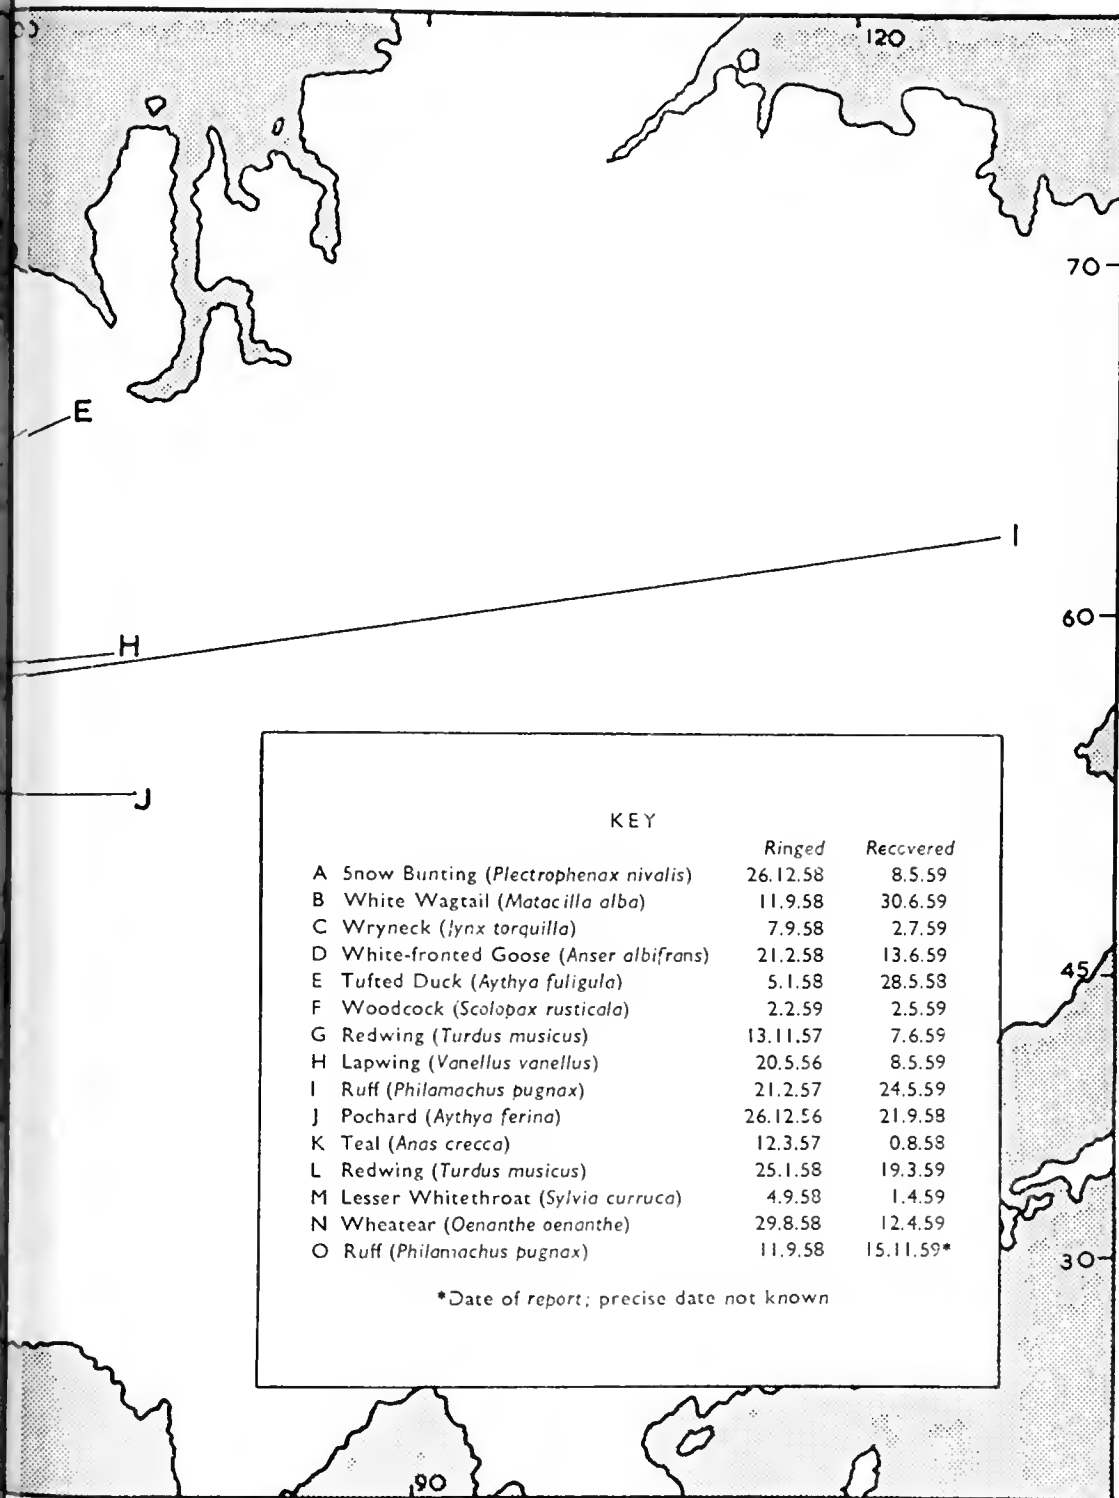 120
70
E
I
60
H
J
KEY
Ringed Recovered
A Snow Bunting (Plectrophenax nivalis) 26.12.58 8.5.59
B White Wagtail (Matacilla alba) 11.9.58 30.6.59
C Wryneck (Jynx torquilla) 7.9.58 2.7.59
D White-fronted Goose (Anser albifrans) 21.2.58 13.6.59
E Tufted Duck (Aythya fuligula) 5.1.58 28.5.58
F Woodcock (Scolopax rusticala) 2.2.59 2.5.59
G Redwing (Turdus musicus) 13.11.57 7.6.59
H Lapwing (Vanellus vanellus) 20.5.56 8.5.59
I Ruff (Philamachus pugnax) 21.2.57 24.5.59
J Pochard (Aythya ferina) 26.12.56 21.9.58
K Teal (Anas crecca) 12.3.57 0.8.58
L Redwing (Turdus musicus) 25.1.58 19.3.59
M Lesser Whitethroat (Sylvia curruca) 4.9.58 1.4.59
N Wheatear (Oenanthe oenanthe) 29.8.58 12.4.59
O Ruff (Philamachus pugnax) 11.9.58 15.11.59*
*Date of report; precise date not known
45
30
90